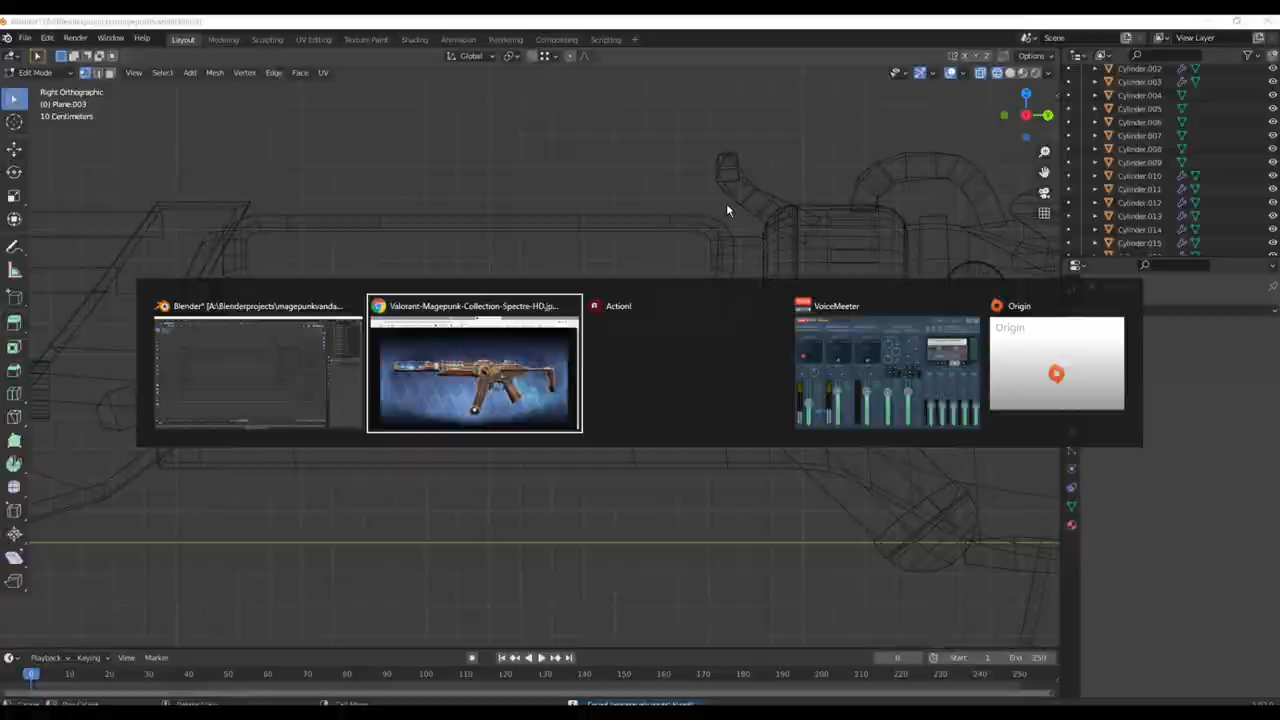 File Edit Render Window Help
Layout Modeling Sculpting UV Editing Texture Paint Shading Animation Rendering Compositing Scripting +
Scene
View Layer
Global
Options
Edit Mode
View Select Add Mesh Vertex Edge Face UV
X Y Z
Right Orthographic
(0) Plane.003
10 Centimeters
Cylinder.002
Cylinder.003
Cylinder.004
Cylinder.005
Cylinder.006
Cylinder.007
Cylinder.008
Cylinder.009
Cylinder.010
Cylinder.011
Cylinder.012
Cylinder.013
Cylinder.014
Cylinder.015
Blender* [A:\Blenderprojects\magepunkvanda...
Valorant-Magepunk-Collection-Spectre-HD.jp...
Action!
VoiceMeeter
Origin
Origin
Playback Keying View Marker
0
Start 1
End 250
0 10 20 30 40 50 60 70 80 90 100 110 120 130 140 150 160 170 180 190 200 210 220 230 240 250